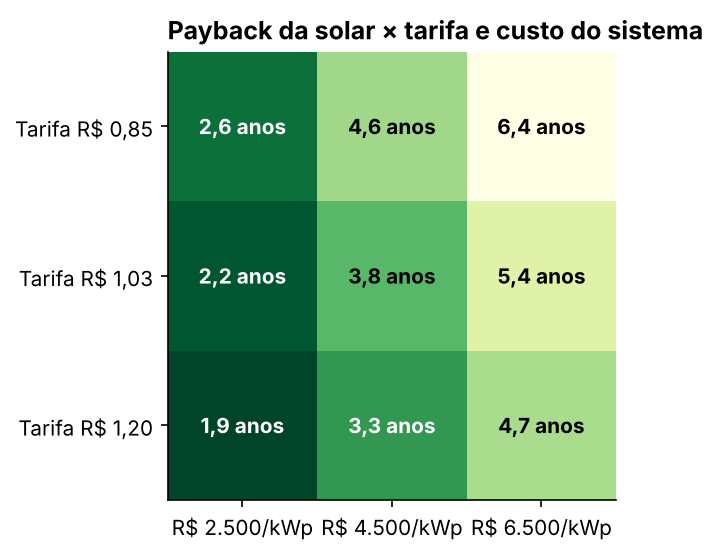 Payback da solar × tarifa e custo do sistema
Tarifa R$ 0,85 2,6 anos 4,6 anos 6,4 anos
Tarifa R$ 1,03 2,2 anos 3,8 anos 5,4 anos
Tarifa R$ 1,20 1,9 anos 3,3 anos 4,7 anos
R$ 2.500/kWp R$ 4.500/kWp R$ 6.500/kWp